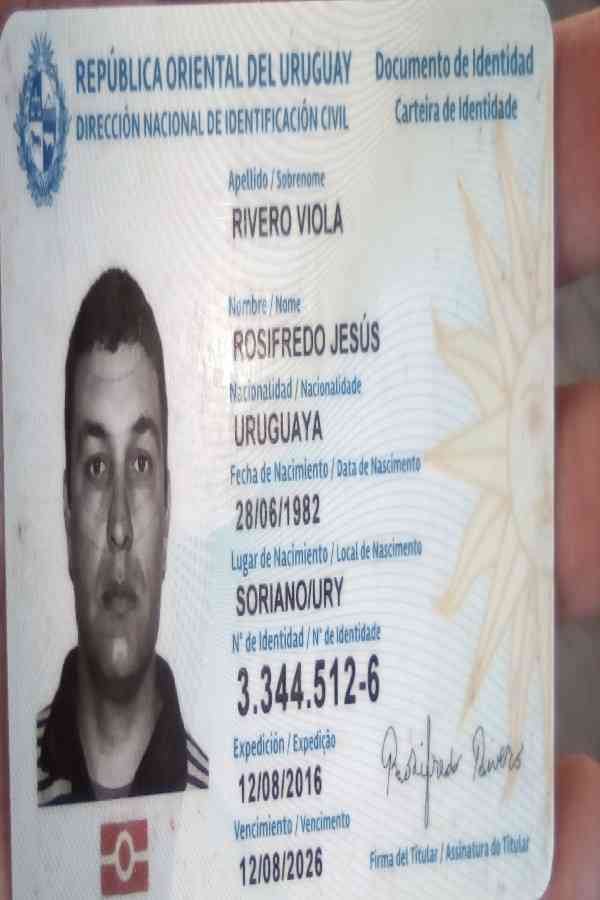 REPÚBLICA ORIENTAL DEL URUGUAY
DIRECCIÓN NACIONAL DE IDENTIFICACIÓN CIVIL
Documento de Identidad
Carteira de Identidade
Apellido / Sobrenome
RIVERO VIOLA
Nombre / Nome
ROSIFREDO JESÚS
Nacionalidad / Nacionalidade
URUGUAYA
Fecha de Nacimiento / Data de Nascimento
28/06/1982
Lugar de Nacimiento / Local de Nascimento
SORIANO/URY
N° de Identidad / N° de Identidade
3.344.512-6
Expedición / Expedição
12/08/2016
Vencimiento / Vencimento
12/08/2026
Rosifredo Rivero
Firma del Titular / Assinatura do Titular